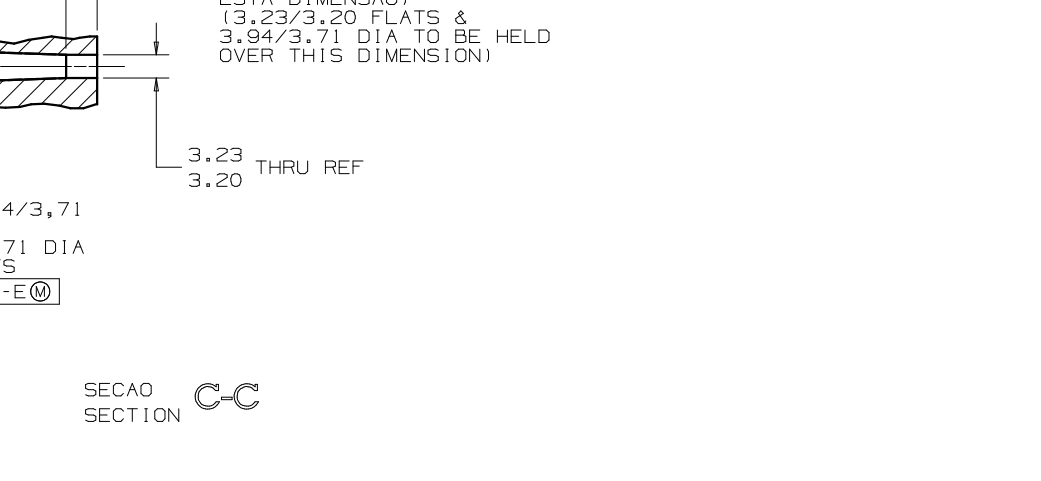 ESTA DIMENSAO)
(3.23/3.20 FLATS &
3.94/3.71 DIA TO BE HELD
OVER THIS DIMENSION)
3.23
3.20
THRU REF
4/3,71
71 DIA
S
-E Ⓜ
SECAO
SECTION
C-C